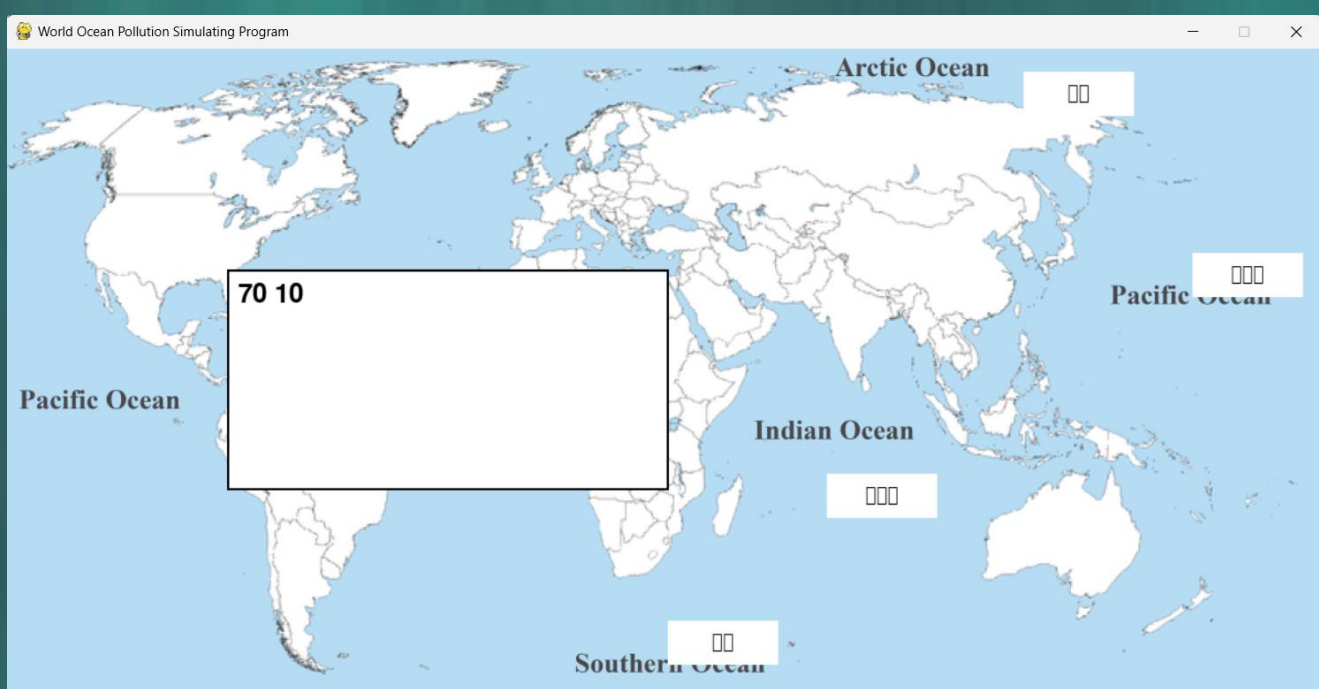 World Ocean Pollution Simulating Program
Arctic Ocean
70 10
Pacific Ocean
Pacific Ocean
Indian Ocean
Southern Ocean